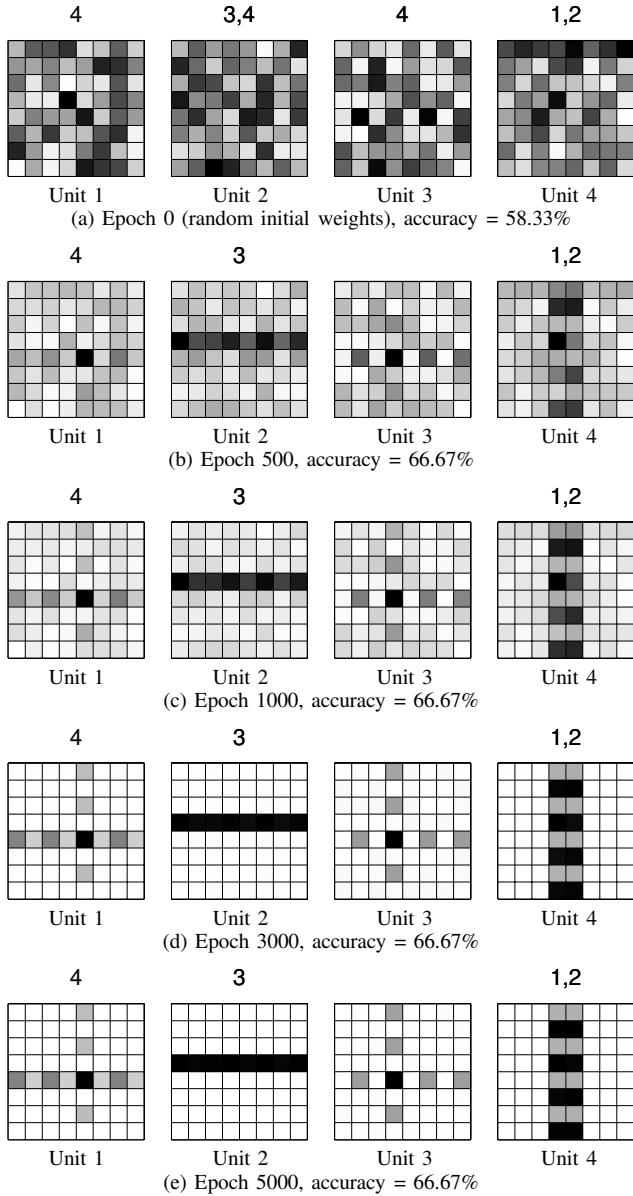 4 3,4 4 1,2
Unit 1 Unit 2 Unit 3 Unit 4
(a) Epoch 0 (random initial weights), accuracy = 58.33%
4 3 4 1,2
Unit 1 Unit 2 Unit 3 Unit 4
(b) Epoch 500, accuracy = 66.67%
4 3 4 1,2
Unit 1 Unit 2 Unit 3 Unit 4
(c) Epoch 1000, accuracy = 66.67%
4 3 4 1,2
Unit 1 Unit 2 Unit 3 Unit 4
(d) Epoch 3000, accuracy = 66.67%
4 3 4 1,2
Unit 1 Unit 2 Unit 3 Unit 4
(e) Epoch 5000, accuracy = 66.67%